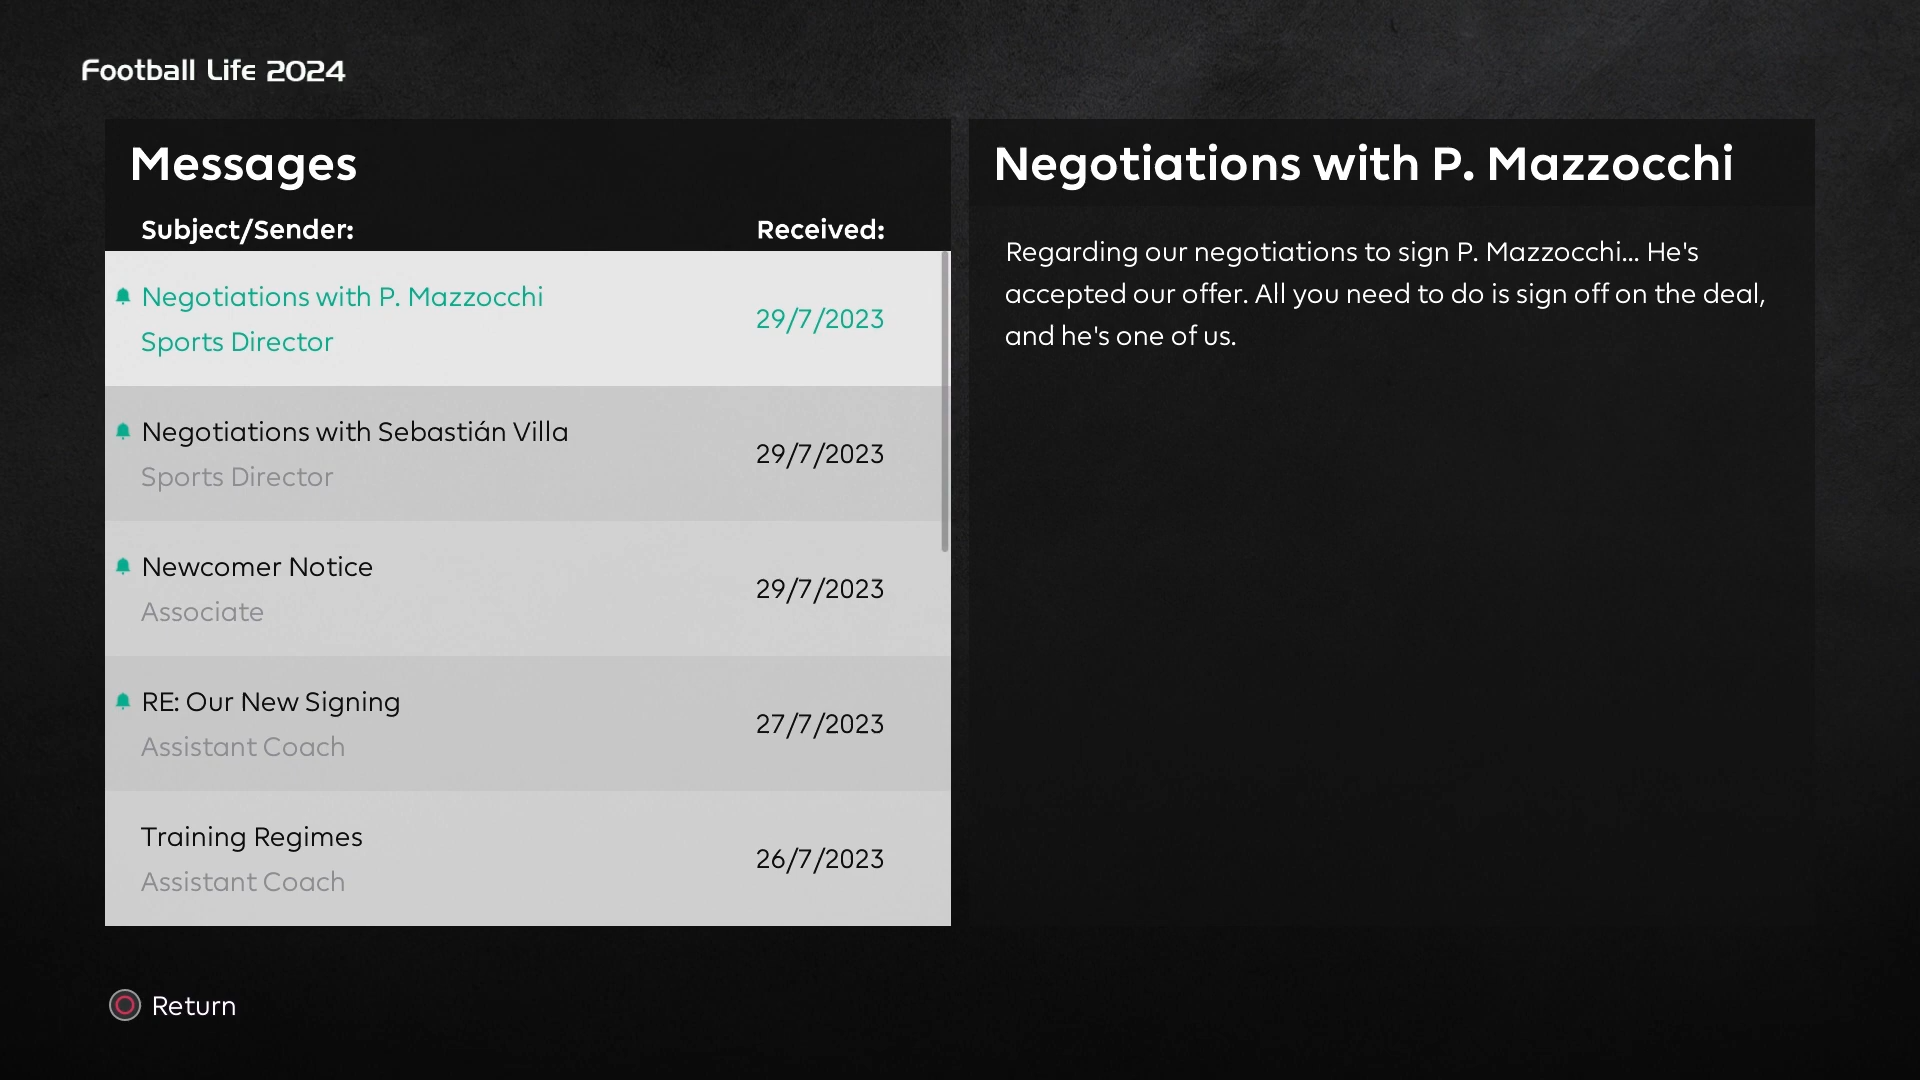 Football Life 2024
Messages
Subject/Sender: Received:
Negotiations with P. Mazzocchi
Sports Director
29/7/2023
Negotiations with Sebastián Villa
Sports Director
29/7/2023
Newcomer Notice
Associate
29/7/2023
RE: Our New Signing
Assistant Coach
27/7/2023
Training Regimes
Assistant Coach
26/7/2023
Negotiations with P. Mazzocchi
Regarding our negotiations to sign P. Mazzocchi... He's
accepted our offer. All you need to do is sign off on the deal,
and he's one of us.
Return